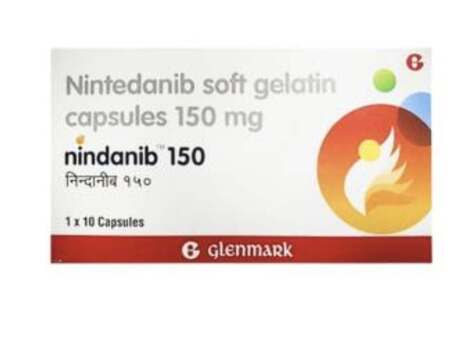 Nintedanib soft gelatin
capsules 150 mg
nindanib™ 150
निन्दानीब १५०
1 x 10 Capsules
G glenmark